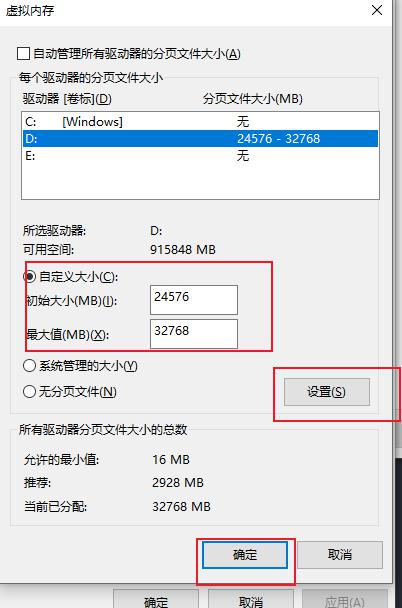 虚拟内存
自动管理所有驱动器的分页文件大小(A)
每个驱动器的分页文件大小
驱动器 [卷标](D) 分页文件大小(MB)
C: [Windows] 无
D: 24576 - 32768
E: 无
所选驱动器: D:
可用空间: 915848 MB
自定义大小(C):
初始大小(MB)(I): 24576
最大值(MB)(X): 32768
系统管理的大小(Y)
无分页文件(N)
设置(S)
所有驱动器分页文件大小的总数
允许的最小值: 16 MB
推荐: 2928 MB
当前已分配: 32768 MB
确定 取消
确定 取消 应用(A)